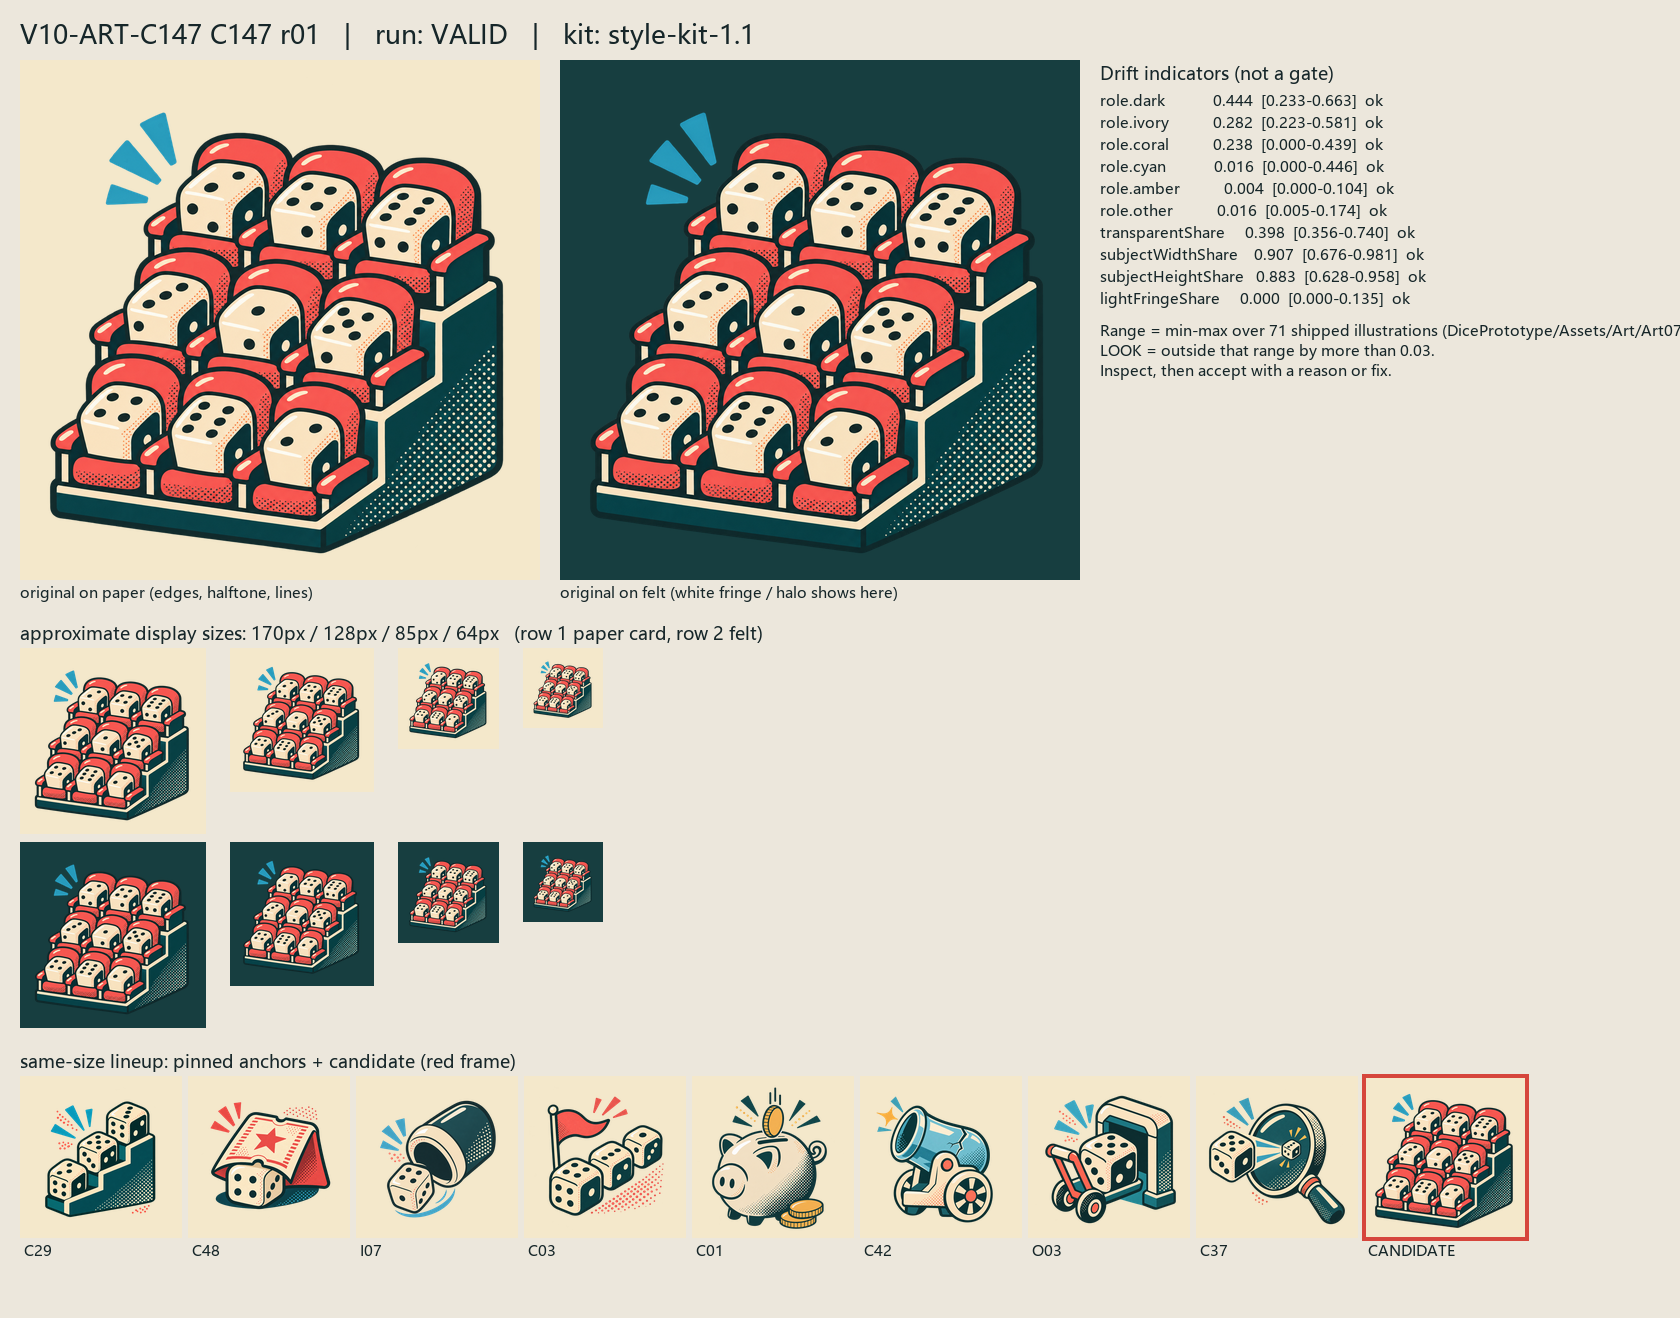 V10-ART-C147 C147 r01 | run: VALID | kit: style-kit-1.1
Drift indicators (not a gate)
role.dark 0.444 [0.233-0.663] ok
role.ivory 0.282 [0.223-0.581] ok
role.coral 0.238 [0.000-0.439] ok
role.cyan 0.016 [0.000-0.446] ok
role.amber 0.004 [0.000-0.104] ok
role.other 0.016 [0.005-0.174] ok
transparentShare 0.398 [0.356-0.740] ok
subjectWidthShare 0.907 [0.676-0.981] ok
subjectHeightShare 0.883 [0.628-0.958] ok
lightFringeShare 0.000 [0.000-0.135] ok
Range = min-max over 71 shipped illustrations (DicePrototype/Assets/Art/Art07
LOOK = outside that range by more than 0.03.
Inspect, then accept with a reason or fix.
original on paper (edges, halftone, lines)
original on felt (white fringe / halo shows here)
approximate display sizes: 170px / 128px / 85px / 64px (row 1 paper card, row 2 felt)
same-size lineup: pinned anchors + candidate (red frame)
C29
C48
I07
C03
C01
C42
O03
C37
CANDIDATE